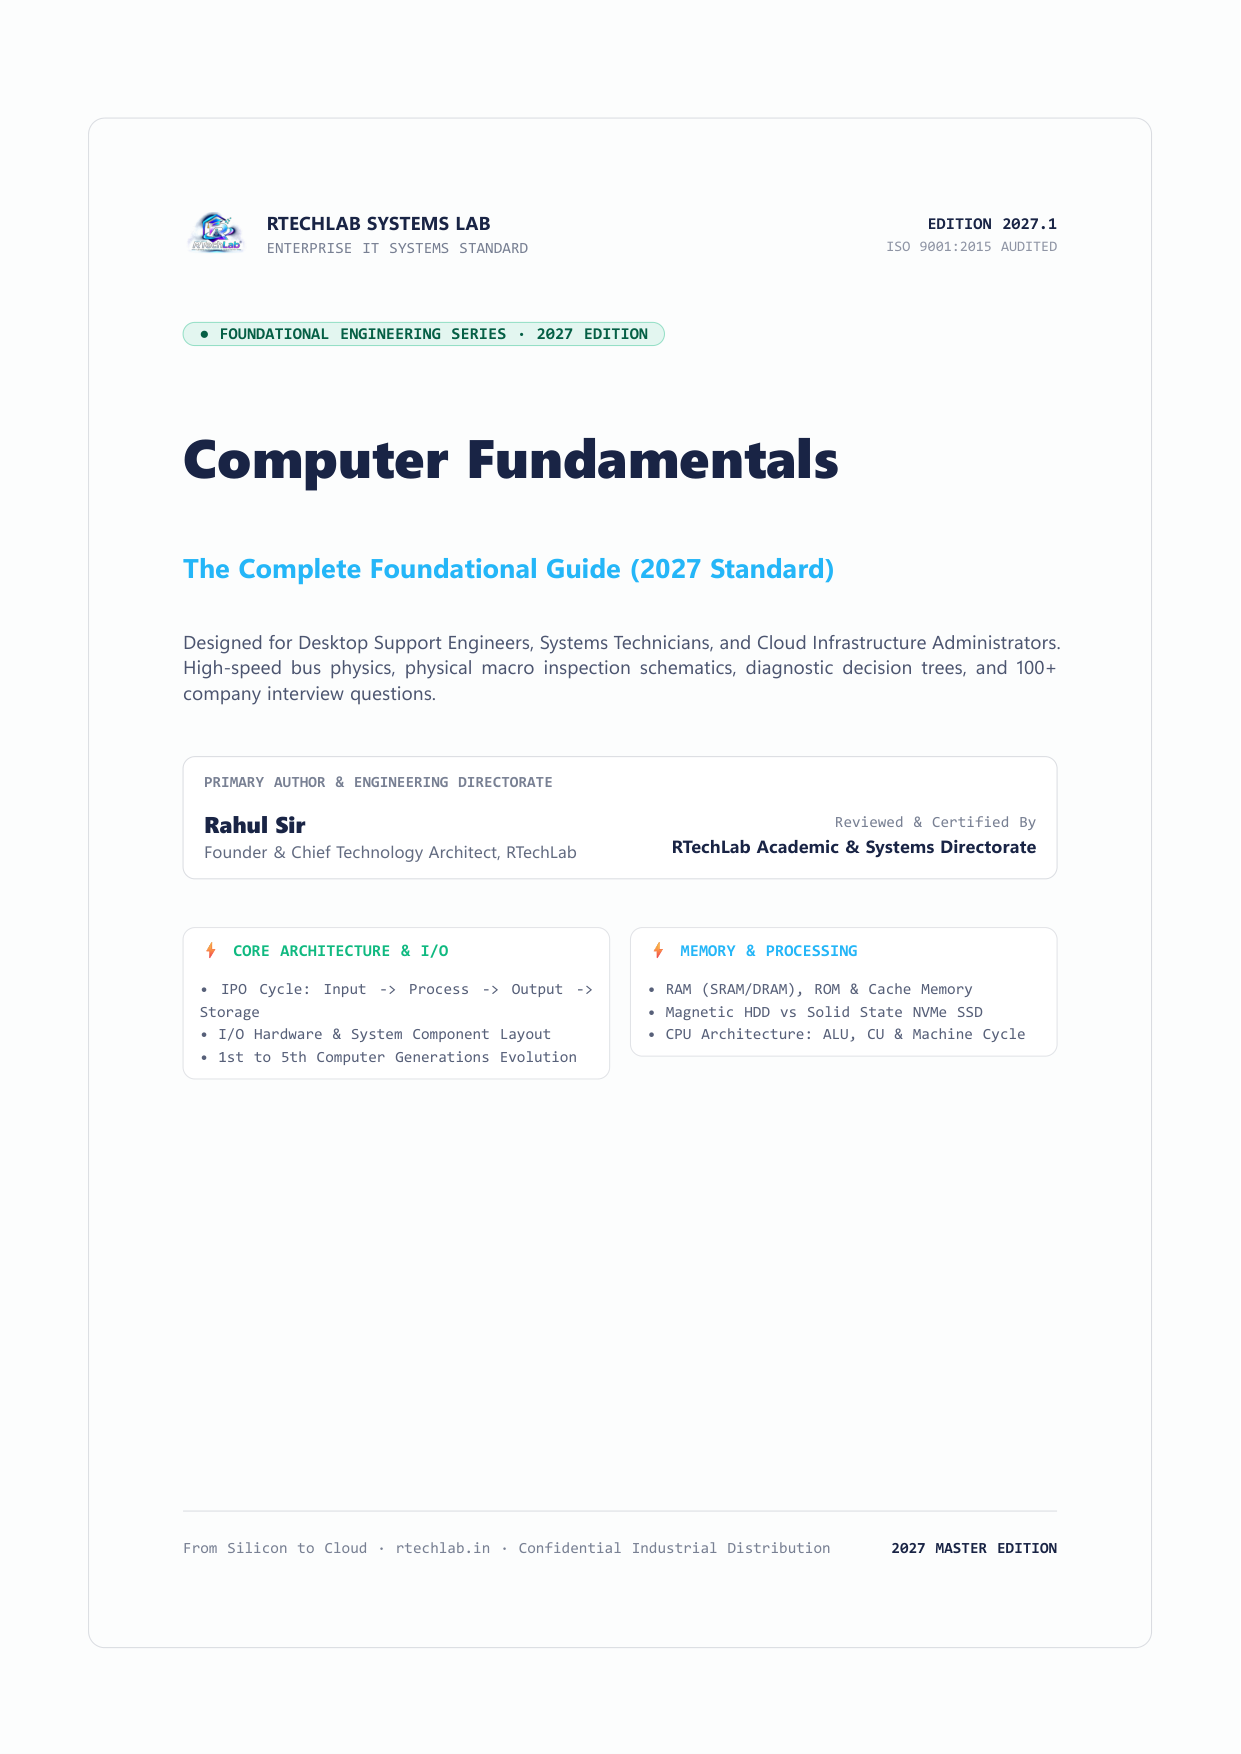 RTechLab
RTECHLAB SYSTEMS LAB
ENTERPRISE IT SYSTEMS STANDARD
EDITION 2027.1
ISO 9001:2015 AUDITED
● FOUNDATIONAL ENGINEERING SERIES · 2027 EDITION
Computer Fundamentals
The Complete Foundational Guide (2027 Standard)
Designed for Desktop Support Engineers, Systems Technicians, and Cloud Infrastructure Administrators.
High-speed bus physics, physical macro inspection schematics, diagnostic decision trees, and 100+
company interview questions.
PRIMARY AUTHOR & ENGINEERING DIRECTORATE
Rahul Sir
Founder & Chief Technology Architect, RTechLab
Reviewed & Certified By
RTechLab Academic & Systems Directorate
⚡ CORE ARCHITECTURE & I/O
• IPO Cycle: Input -> Process -> Output ->
Storage
• I/O Hardware & System Component Layout
• 1st to 5th Computer Generations Evolution
⚡ MEMORY & PROCESSING
• RAM (SRAM/DRAM), ROM & Cache Memory
• Magnetic HDD vs Solid State NVMe SSD
• CPU Architecture: ALU, CU & Machine Cycle
From Silicon to Cloud · rtechlab.in · Confidential Industrial Distribution
2027 MASTER EDITION